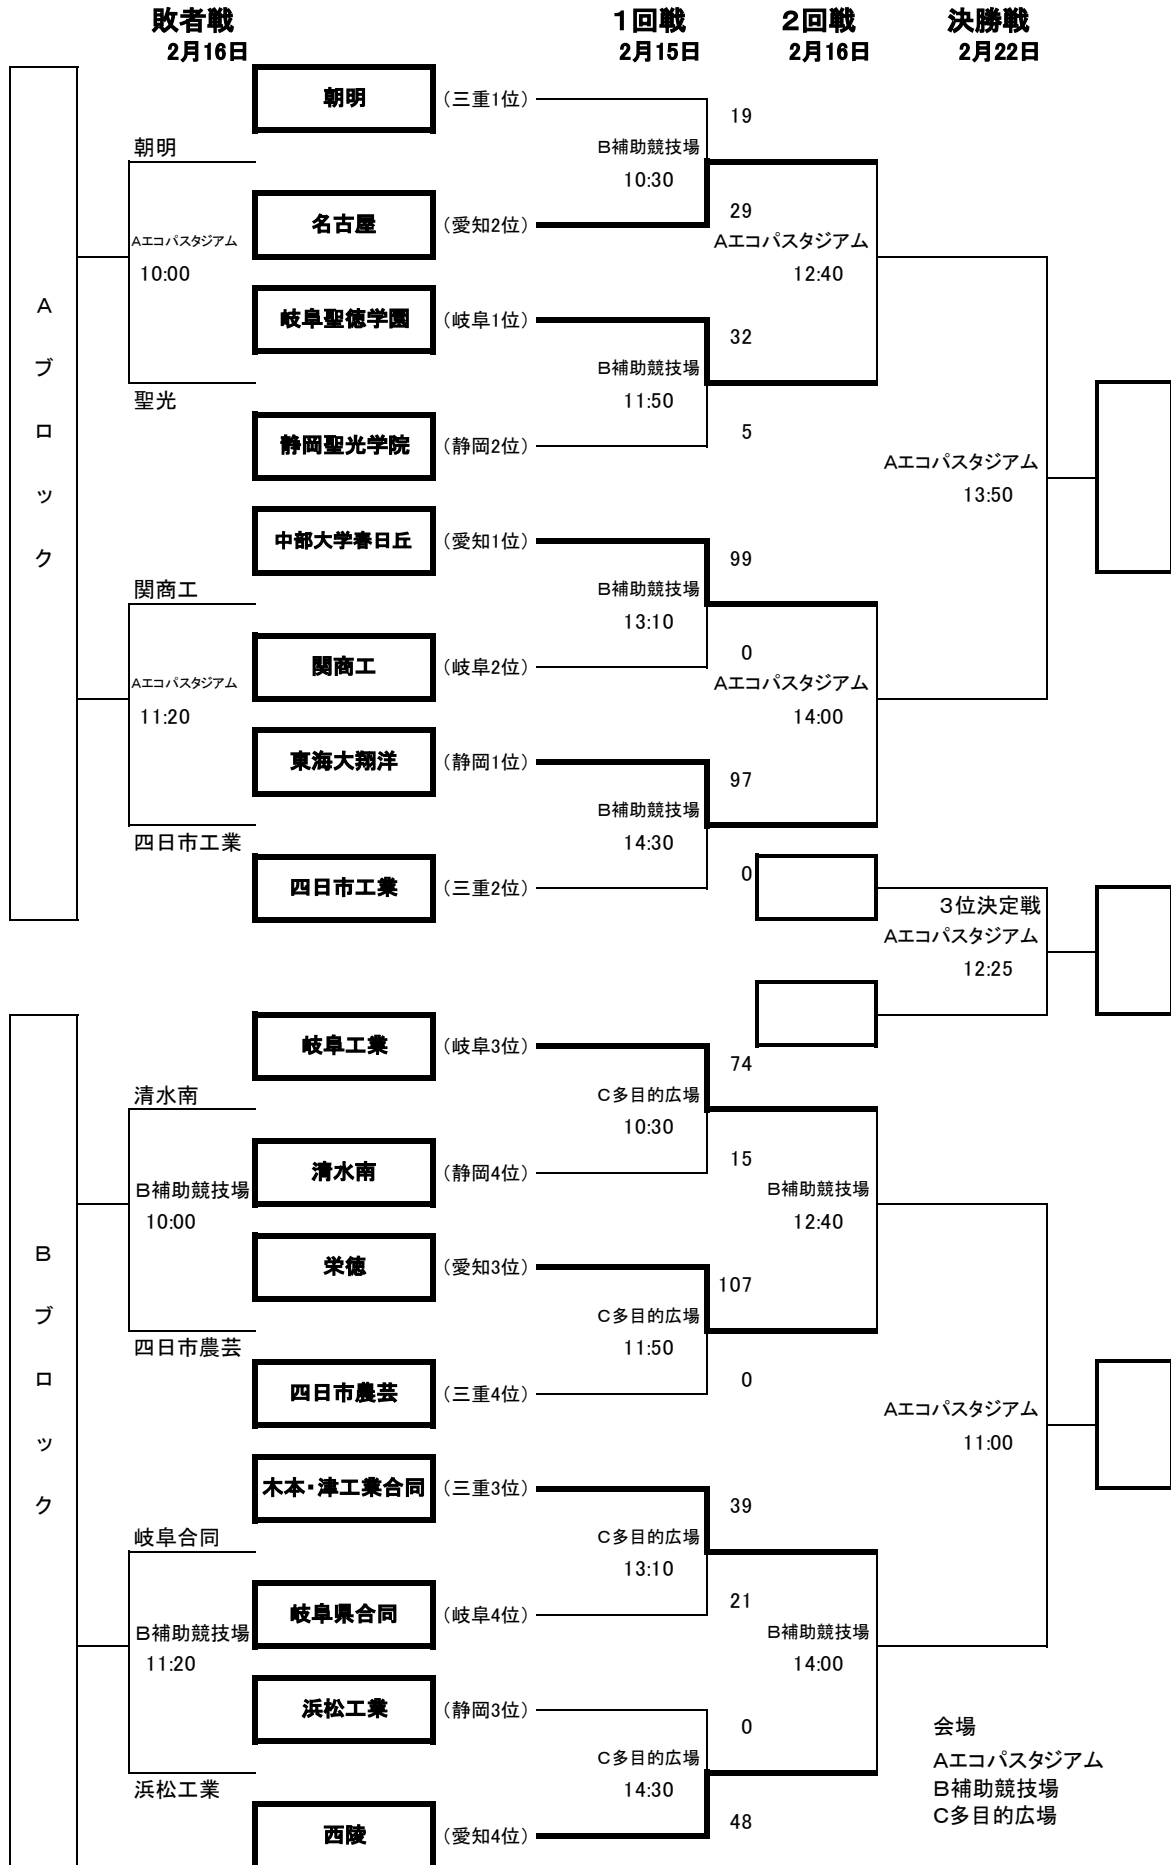 敗者戦 1回戦 2回戦 決勝戦
2月16日 2月15日 2月16日 2月22日
Aブロック
朝明 (三重1位) 19
朝明 B補助競技場
10:30
名古屋 (愛知2位) 29
Aエコパスタジアム Aエコパスタジアム
10:00 12:40
岐阜聖徳学園 (岐阜1位) 32
B補助競技場
聖光 11:50
静岡聖光学院 (静岡2位) 5
Aエコパスタジアム
13:50
中部大学春日丘 (愛知1位) 99
関商工 B補助競技場
13:10
関商工 (岐阜2位) 0
Aエコパスタジアム Aエコパスタジアム
11:20 14:00
東海大翔洋 (静岡1位) 97
B補助競技場
四日市工業 14:30
四日市工業 (三重2位) 0
3位決定戦
Aエコパスタジアム
12:25
Bブロック
岐阜工業 (岐阜3位) 74
清水南 C多目的広場
10:30
清水南 (静岡4位) 15
B補助競技場 B補助競技場
10:00 12:40
栄徳 (愛知3位) 107
C多目的広場
四日市農芸 11:50
四日市農芸 (三重4位) 0
Aエコパスタジアム
11:00
木本・津工業合同 (三重3位) 39
岐阜合同 C多目的広場
13:10
岐阜県合同 (岐阜4位) 21
B補助競技場 B補助競技場
11:20 14:00
浜松工業 (静岡3位) 0
C多目的広場
浜松工業 14:30
西陵 (愛知4位) 48
会場
Aエコパスタジアム
B補助競技場
C多目的広場